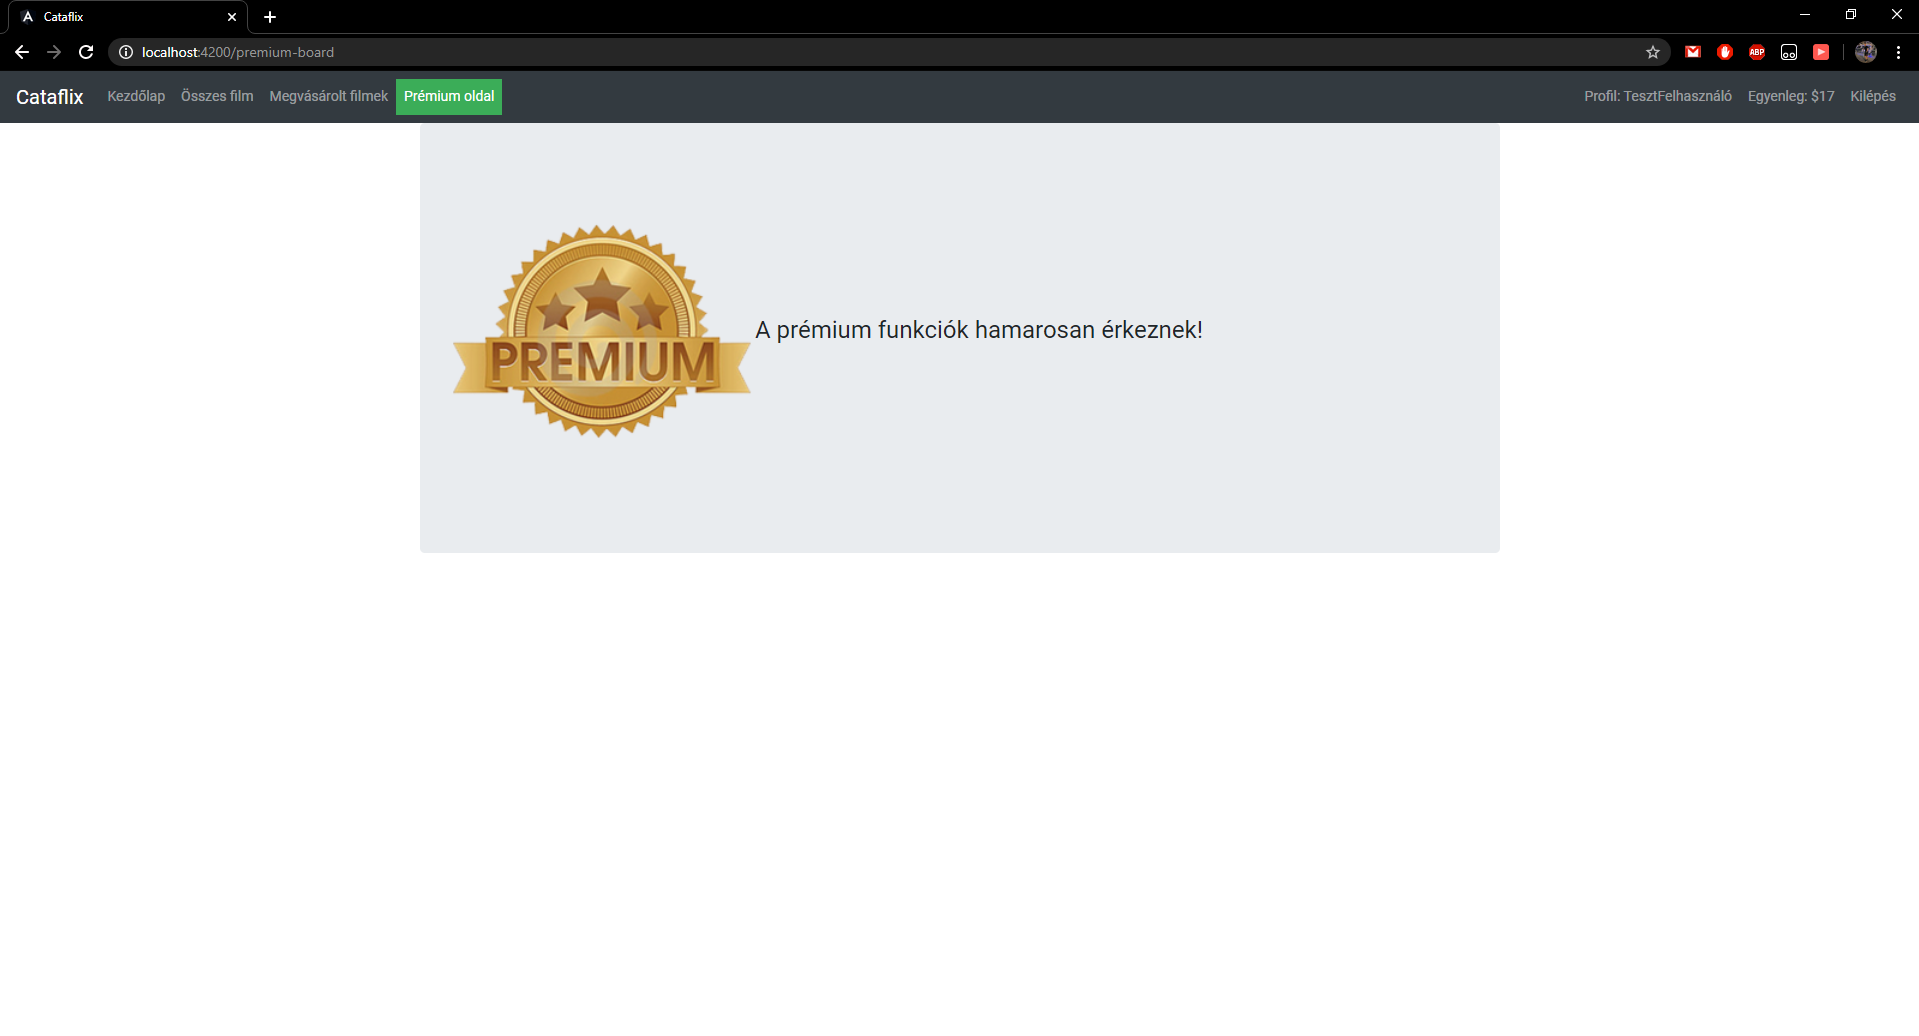 Cataflix
localhost:4200/premium-board
ABP
Cataflix Kezdőlap Összes film Megvásárolt filmek Prémium oldal Profil: TesztFelhasználó Egyenleg: $17 Kilépés
PREMIUM
A prémium funkciók hamarosan érkeznek!